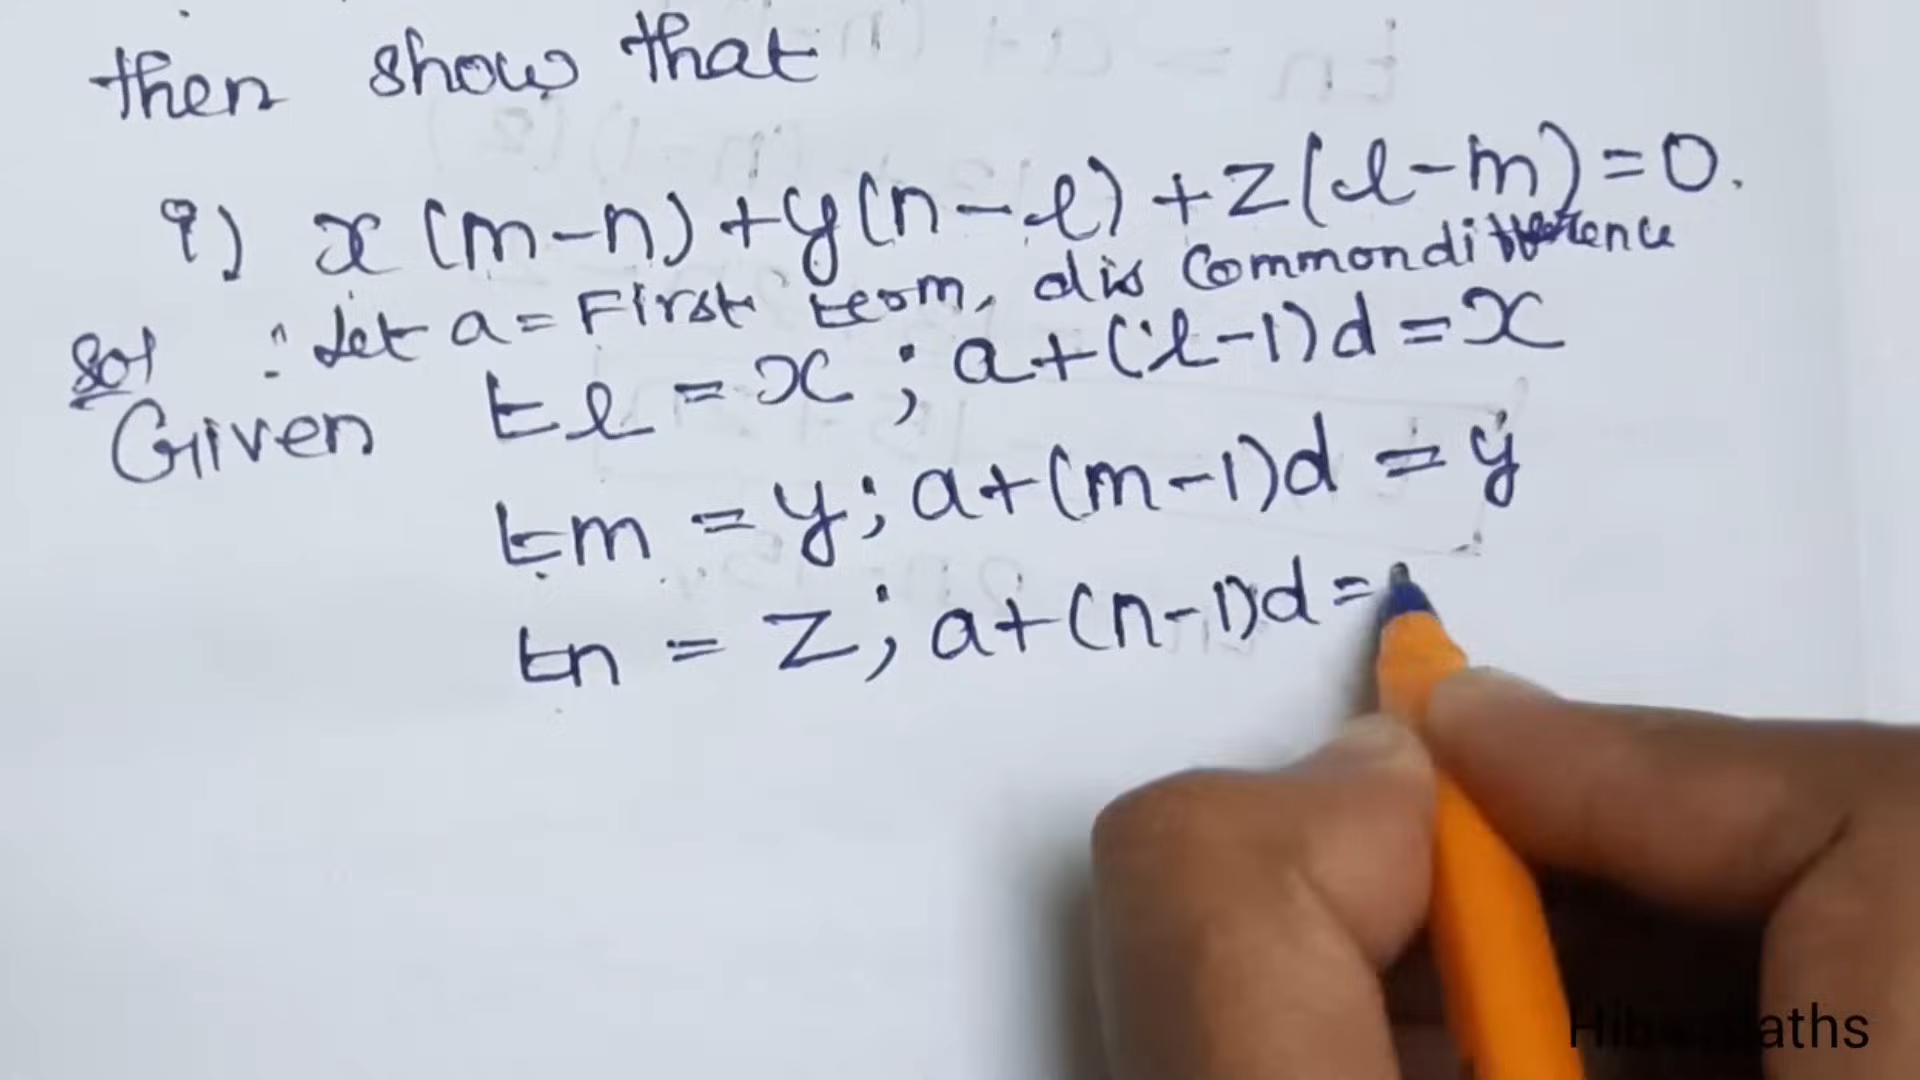 then show that
i) x(m-n)+y(n-l)+z(l-m)=0.
Sol : Let a = First term, d is Common difference
Given tl = x ; a+(l-1)d = x
tm = y ; a+(m-1)d = y
tn = z ; a+(n-1)d =